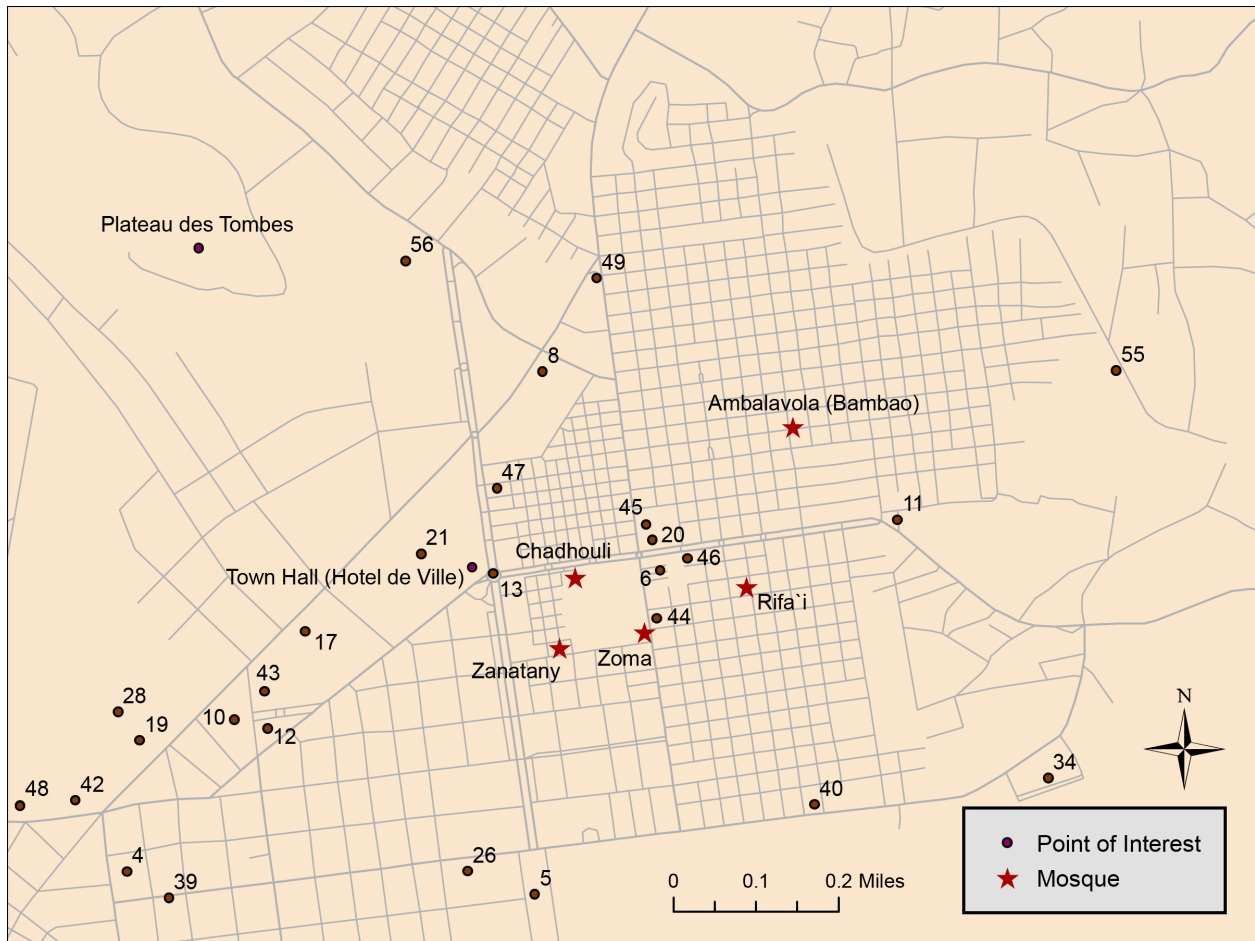 Plateau des Tombes
56
49
8
55
Ambalavola (Bambao)
47
45
11
21
20
Chadhouli
46
Town Hall (Hotel de Ville)
13
6
Rifa`i
44
17
Zoma
Zanatany
43
28
10
19
12
N
34
48
42
40
4
26
39
5
0
0.1
0.2 Miles
Point of Interest
Mosque